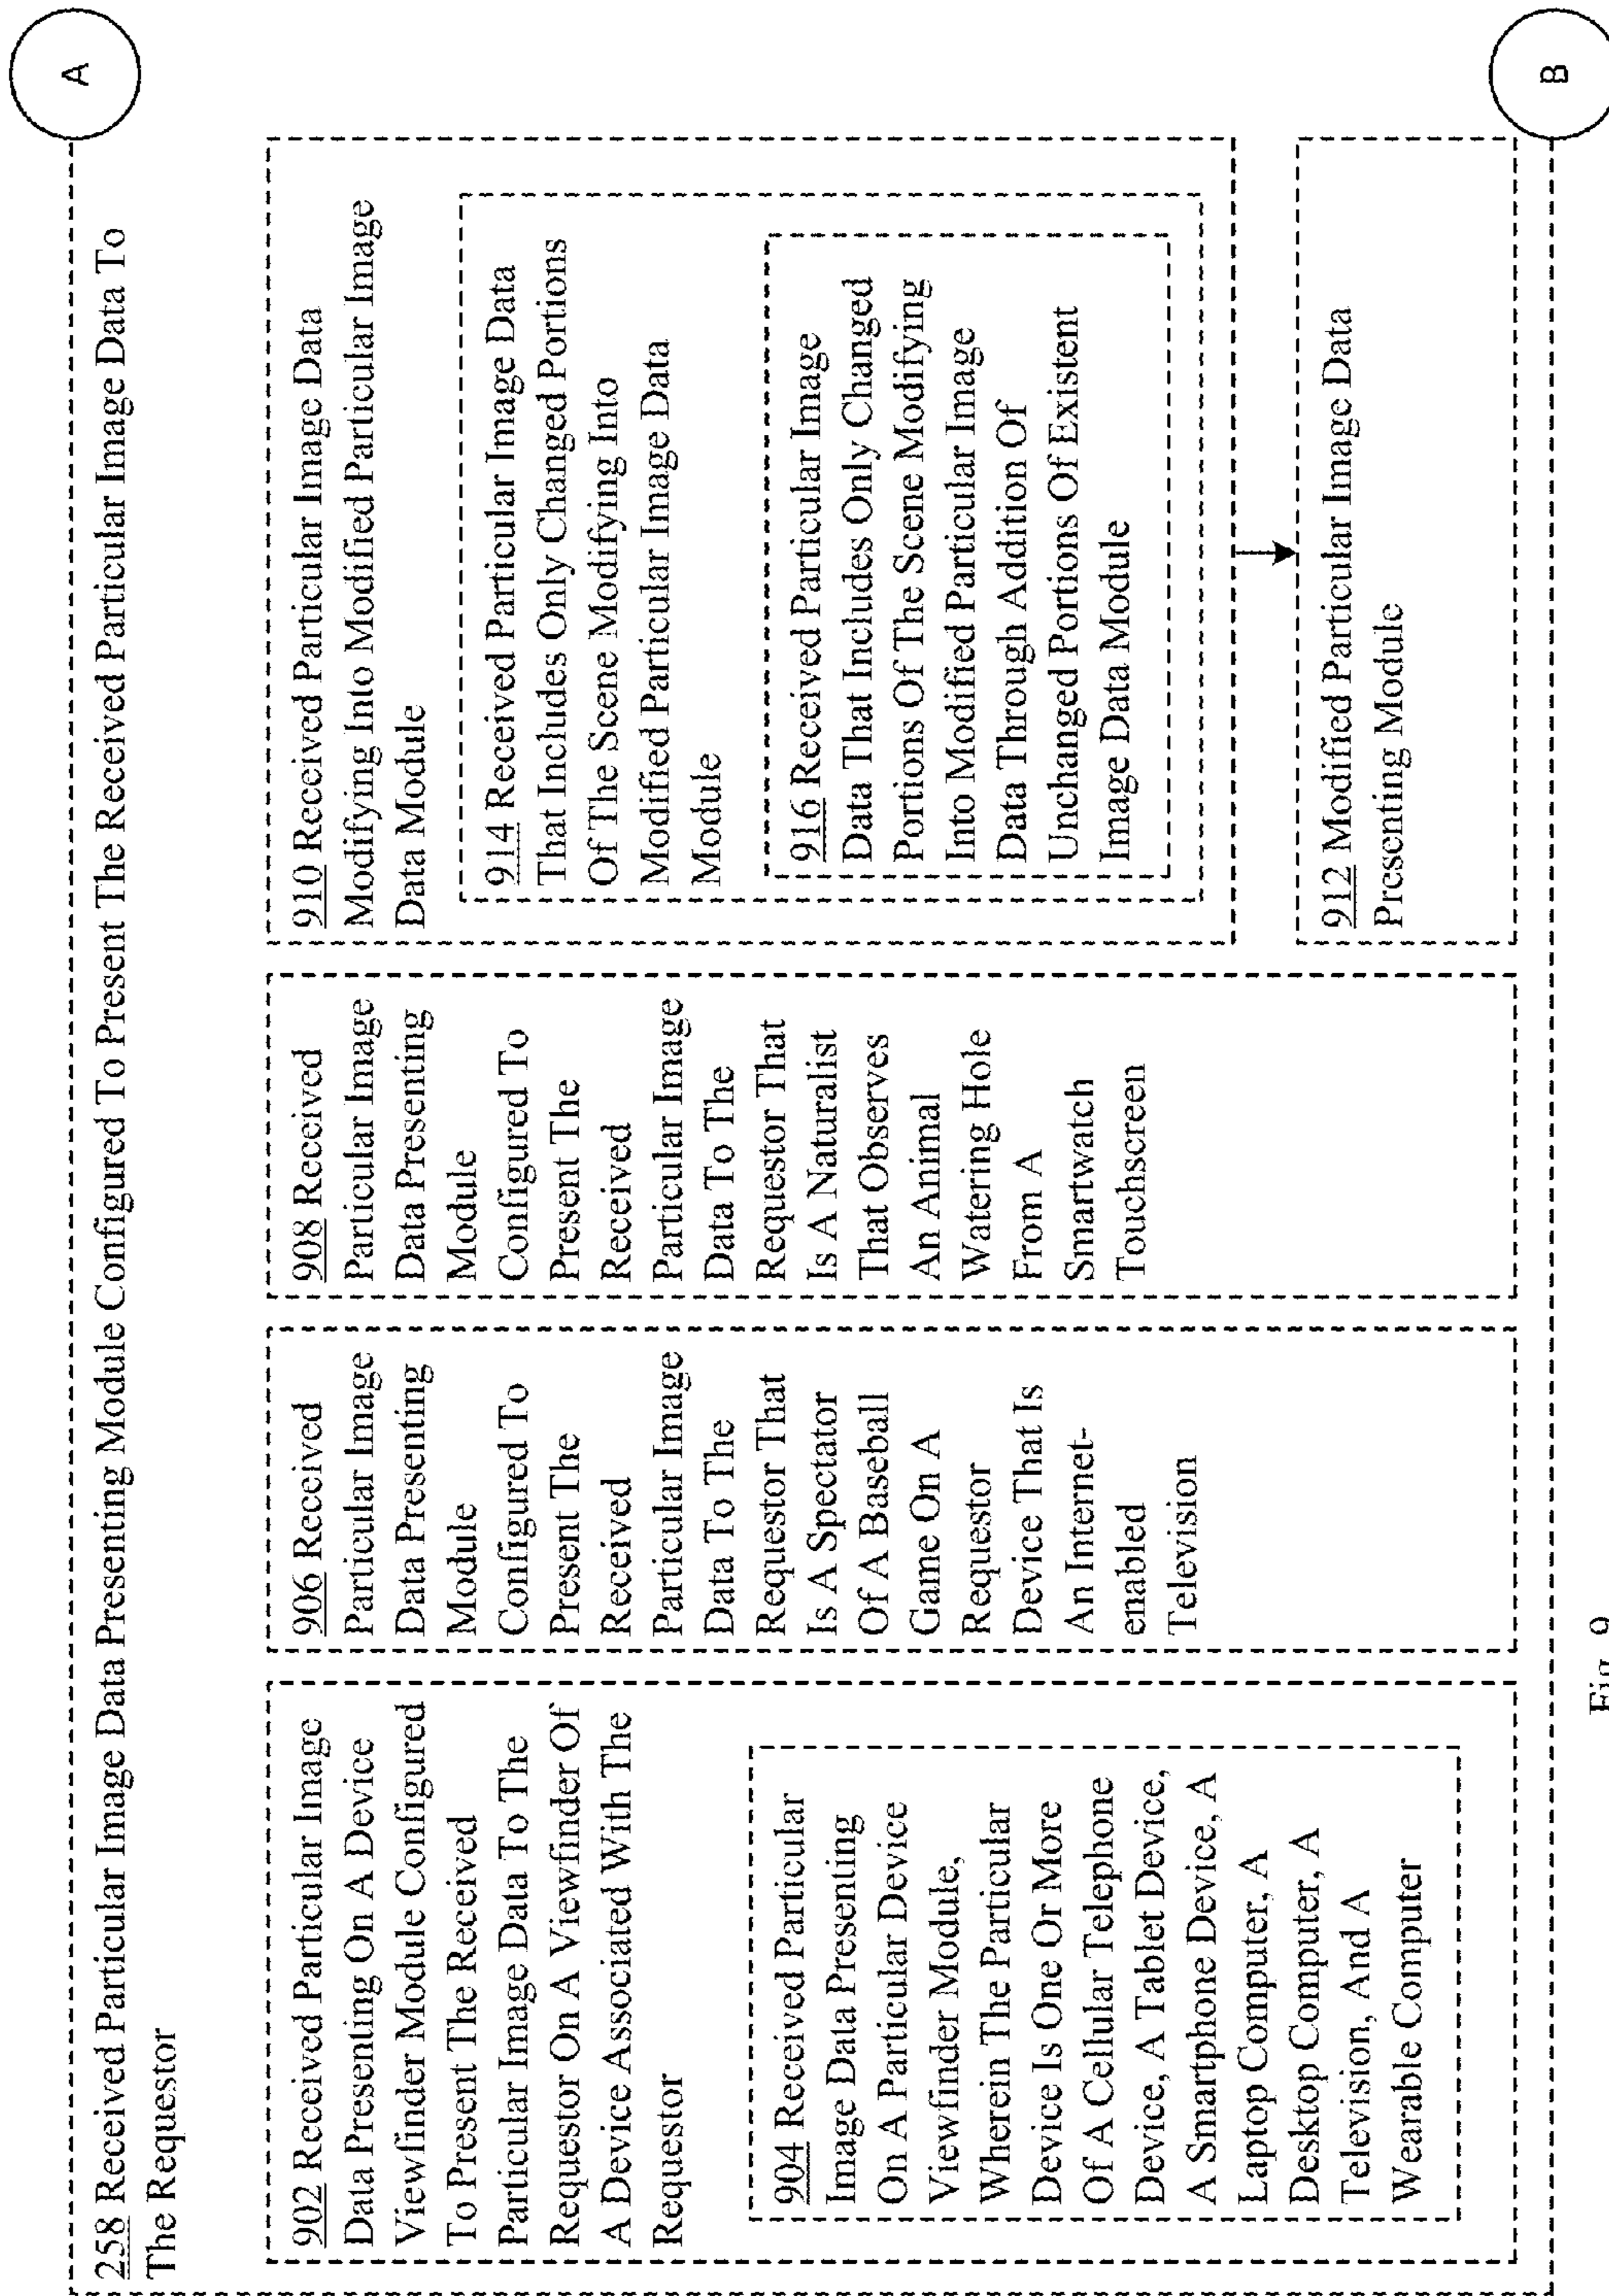 258 Received Particular Image Data Presenting Module Configured To Present The Received Particular Image Data To
The Requestor
902 Received Particular Image
Data Presenting On A Device
Viewfinder Module Configured
To Present The Received
Particular Image Data To The
Requestor On A Viewfinder Of
A Device Associated With The
Requestor
904 Received Particular
Image Data Presenting
On A Particular Device
Viewfinder Module,
Wherein The Particular
Device Is One Or More
Of A Cellular Telephone
Device, A Tablet Device,
A Smartphone Device, A
Laptop Computer, A
Desktop Computer, A
Television, And A
Wearable Computer
906 Received
Particular Image
Data Presenting
Module
Configured To
Present The
Received
Particular Image
Data To The
Requestor That
Is A Spectator
Of A Baseball
Game On A
Requestor
Device That Is
An Internet-
enabled
Television
908 Received
Particular Image
Data Presenting
Module
Configured To
Present The
Received
Particular Image
Data To The
Requestor That
Is A Naturalist
That Observes
An Animal
Watering Hole
From A
Smartwatch
Touchscreen
910 Received Particular Image Data
Modifying Into Modified Particular Image
Data Module
914 Received Particular Image Data
That Includes Only Changed Portions
Of The Scene Modifying Into
Modified Particular Image Data
Module
916 Received Particular Image
Data That Includes Only Changed
Portions Of The Scene Modifying
Into Modified Particular Image
Data Through Addition Of
Unchanged Portions Of Existent
Image Data Module
912 Modified Particular Image Data
Presenting Module
A
B
Fig. 9